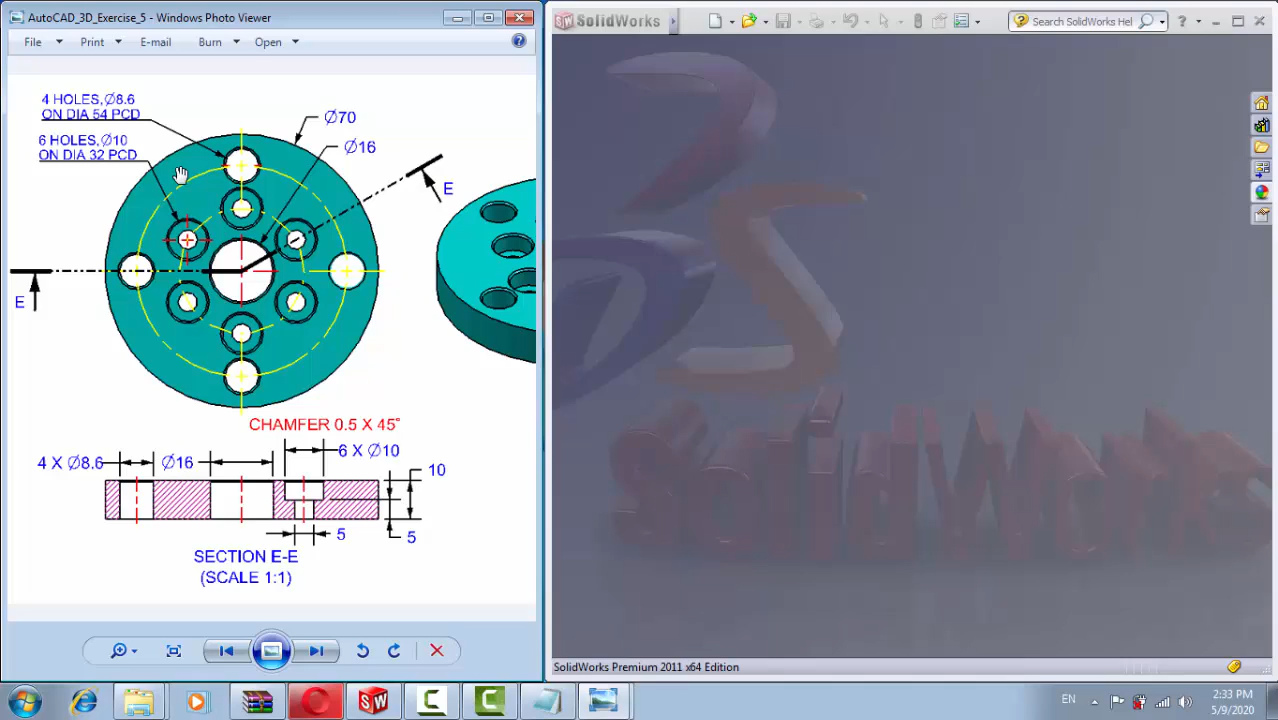 AutoCAD_3D_Exercise_5 - Windows Photo Viewer
File Print E-mail Burn Open
4 HOLES,Ø8.6
ON DIA 54 PCD
6 HOLES,Ø10
ON DIA 32 PCD
Ø70
Ø16
E
E
CHAMFER 0.5 X 45°
4 X Ø8.6
Ø16
6 X Ø10
10
5
5
SECTION E-E
(SCALE 1:1)
SolidWorks
Search SolidWorks Hel
SolidWorks
SolidWorks Premium 2011 x64 Edition
EN
2:33 PM
5/9/2020